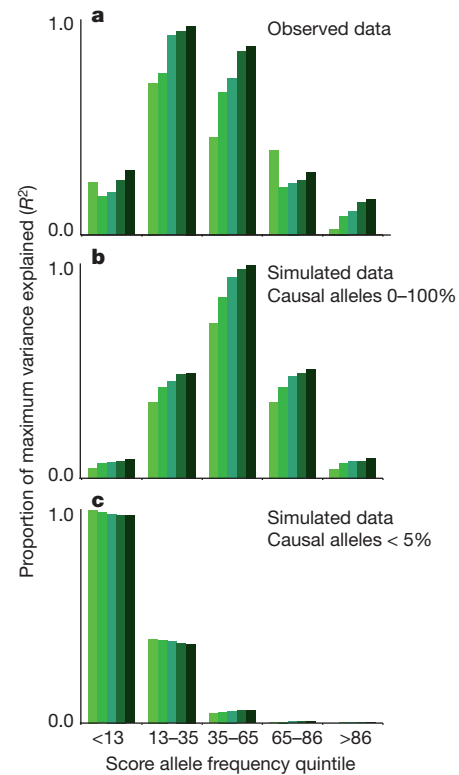 a
Observed data
1.0
0.0
b
Simulated data
Causal alleles 0–100%
1.0
0.0
c
Simulated data
Causal alleles < 5%
1.0
0.0
Proportion of maximum variance explained (R²)
<13 13–35 35–65 65–86 >86
Score allele frequency quintile